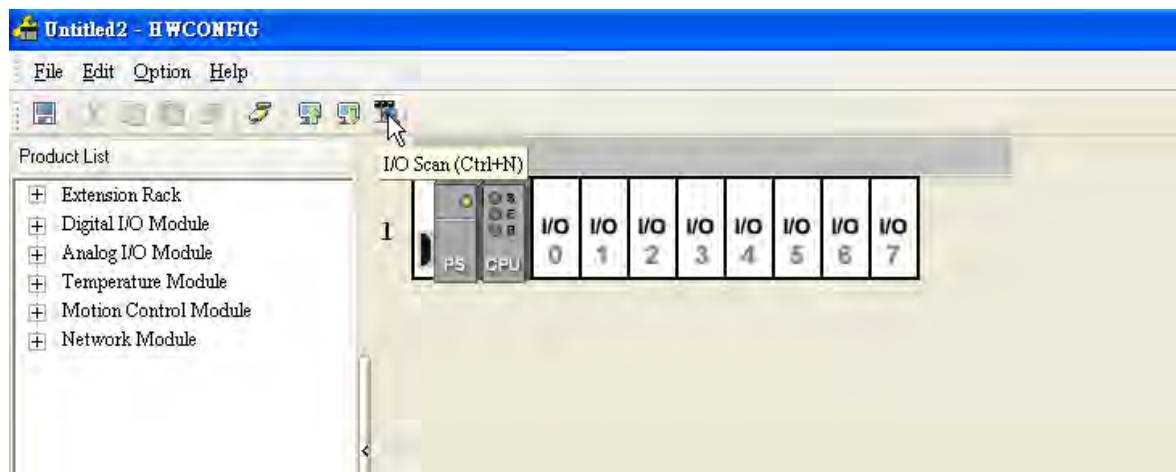 Untitled2 - HWCONFIG
File Edit Option Help
Product List
I/O Scan (Ctrl+N)
Extension Rack
Digital I/O Module
Analog I/O Module
Temperature Module
Motion Control Module
Network Module
1
PS CPU
I/O I/O I/O I/O I/O I/O I/O I/O
0 1 2 3 4 5 6 7